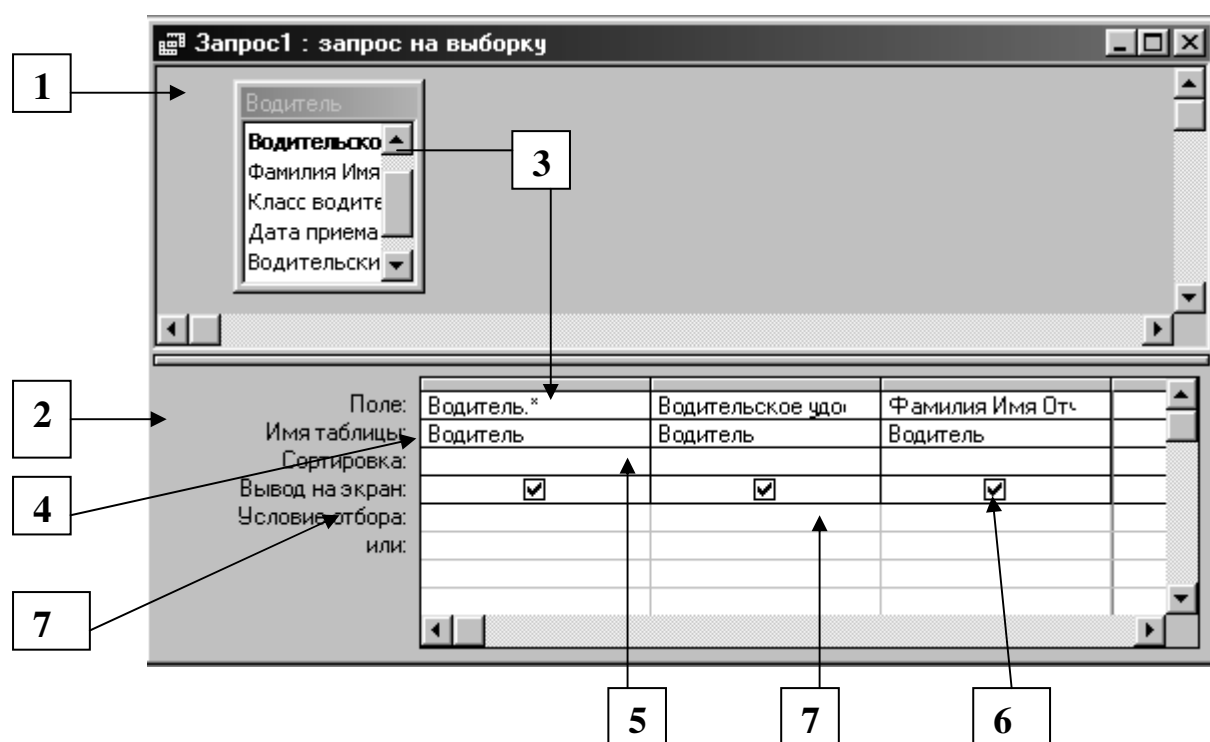 Запрос1 : запрос на выборку
1
Водитель
Водительско
Фамилия Имя
Класс водите
Дата приема
Водительски
3
2
Поле: Водитель.* Водительское удо Фамилия Имя Отч
Имя таблицы: Водитель Водитель Водитель
Сортировка:
Вывод на экран:
4
Условие отбора:
или:
7
5 7 6